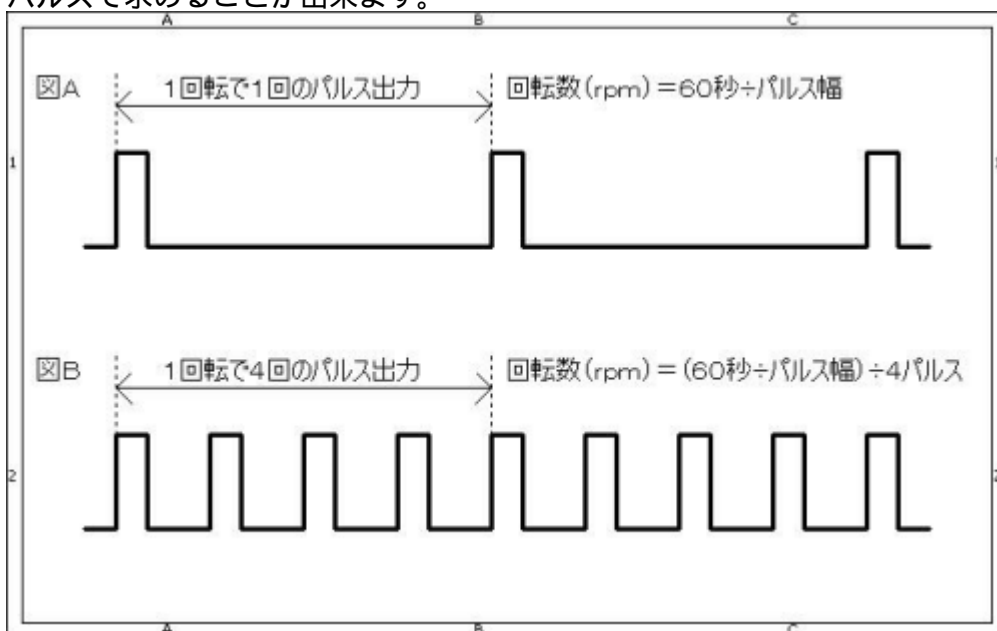 パルスで求めることが出来ます。
A B C
図A 1回転で1回のパルス出力 回転数(rpm)=60秒÷パルス幅
1
図B 1回転で4回のパルス出力 回転数(rpm)=(60秒÷パルス幅)÷4パルス
2 2
A B C